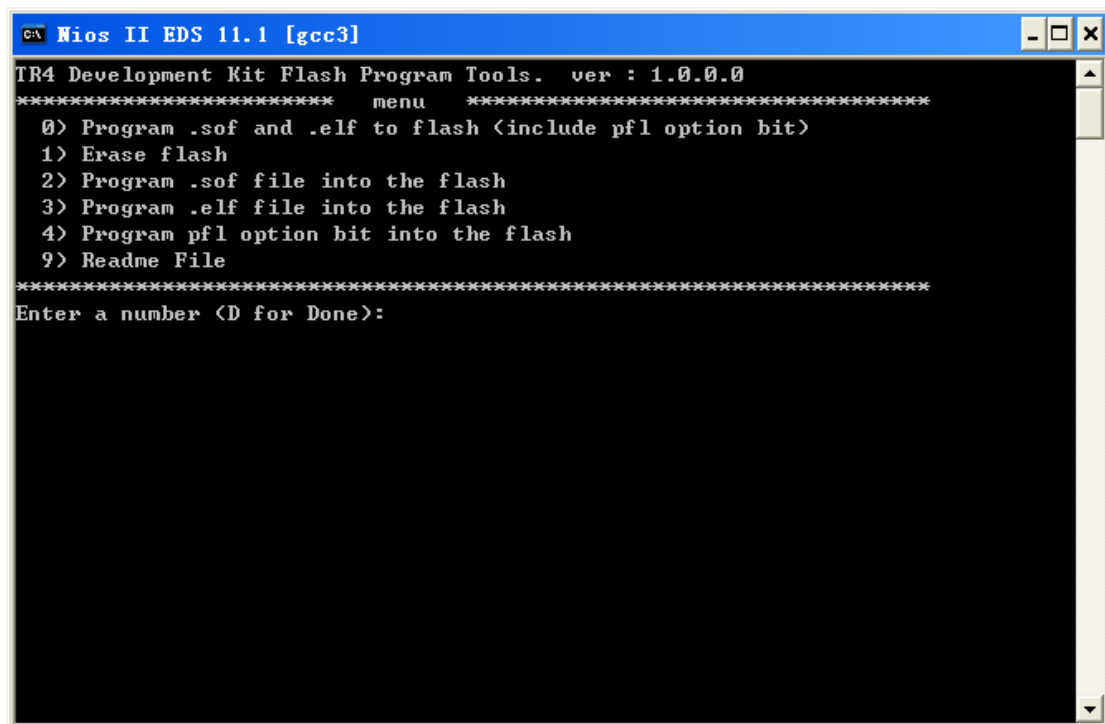 Nios II EDS 11.1 [gcc3]
TR4 Development Kit Flash Program Tools.  ver : 1.0.0.0
************************   menu   ***********************************
  0) Program .sof and .elf to flash (include pfl option bit)
  1) Erase flash
  2) Program .sof file into the flash
  3) Program .elf file into the flash
  4) Program pfl option bit into the flash
  9) Readme File
*********************************************************************
Enter a number (D for Done):